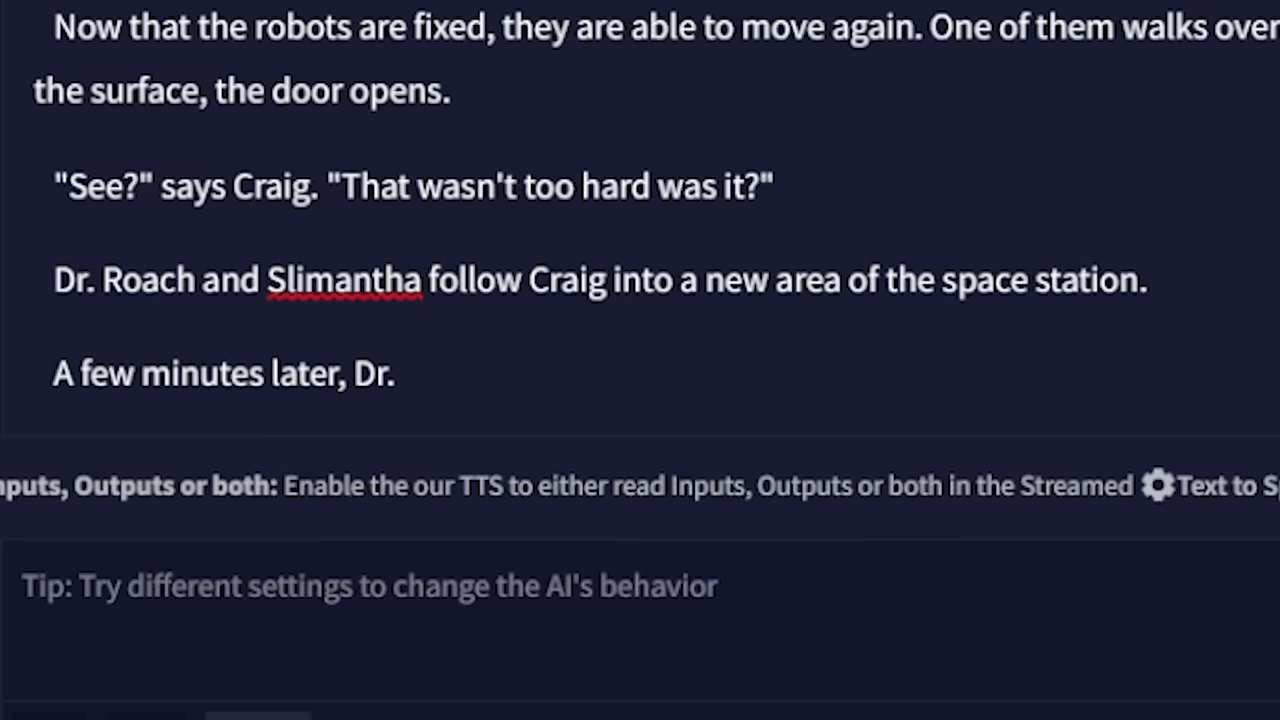 Now that the robots are fixed, they are able to move again. One of them walks over
the surface, the door opens.
"See?" says Craig. "That wasn't too hard was it?"
Dr. Roach and Slimantha follow Craig into a new area of the space station.
A few minutes later, Dr.
Outputs or both: Enable the our TTS to either read Inputs, Outputs or both in the Streamed Text to
Tip: Try different settings to change the AI's behavior